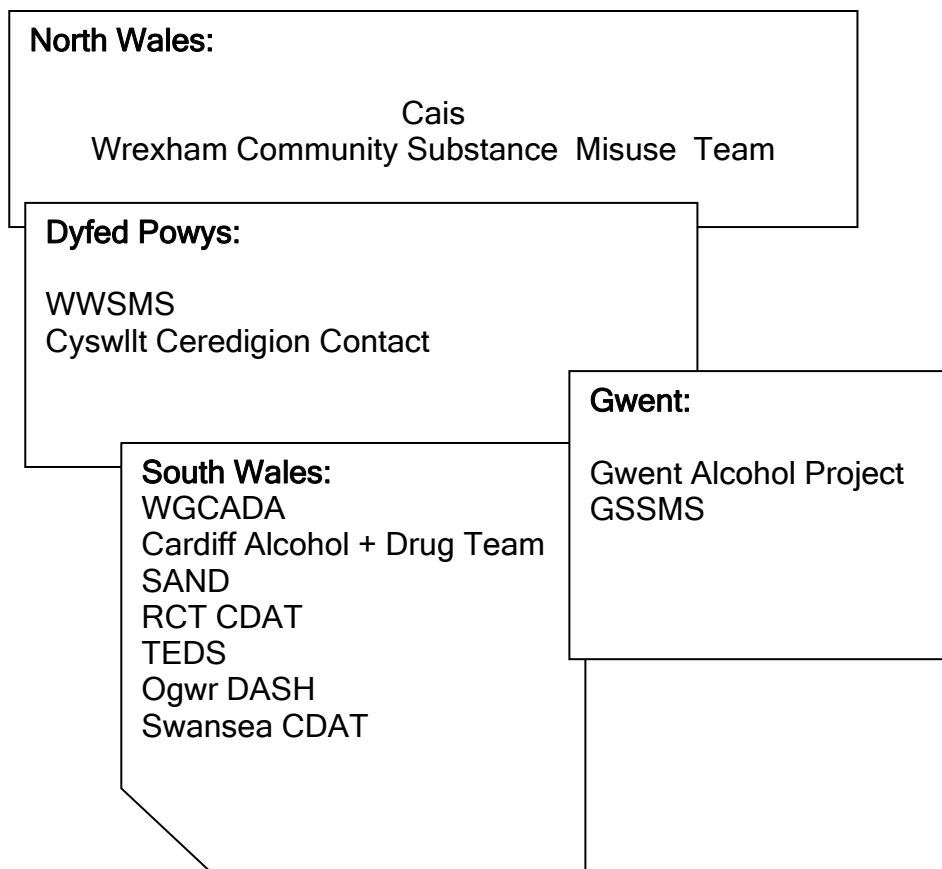 North Wales:
Cais
Wrexham Community Substance Misuse Team
Dyfed Powys:
WWSMS
Cyswllt Ceredigion Contact
Gwent:
Gwent Alcohol Project
GSSMS
South Wales:
WGCADA
Cardiff Alcohol + Drug Team
SAND
RCT CDAT
TEDS
Ogwr DASH
Swansea CDAT